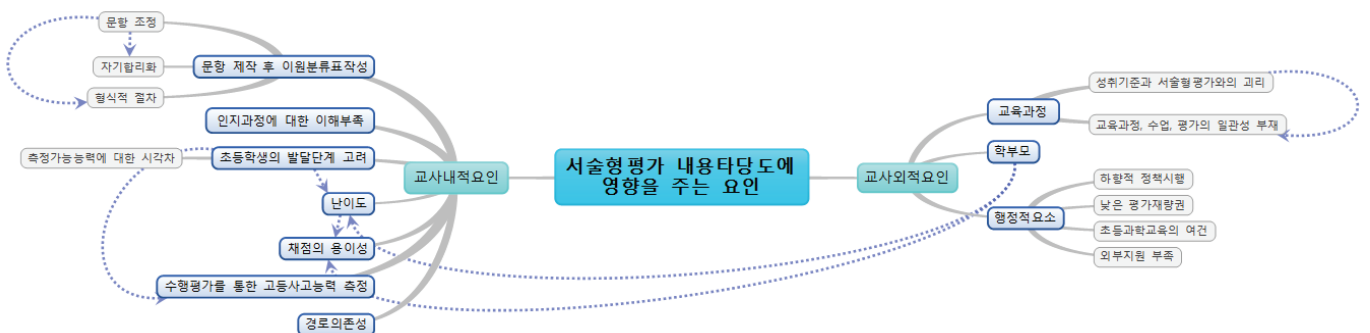 문항 조정
자기합리화
형식적 절차
문항 제작 후 이원분류표작성
인지과정에 대한 이해부족
측정가능능력에 대한 시각차
초등학생의 발달단계 고려
난이도
채점의 용이성
수행평가를 통한 고등사고능력 측정
경로의존성
교사내적요인
서술형평가 내용타당도에
영향을 주는 요인
교사외적요인
교육과정
성취기준과 서술형평가와의 괴리
교육과정, 수업, 평가의 일관성 부재
학부모
행정적요소
하향적 정책시행
낮은 평가재량권
초등과학교육의 여건
외부지원 부족